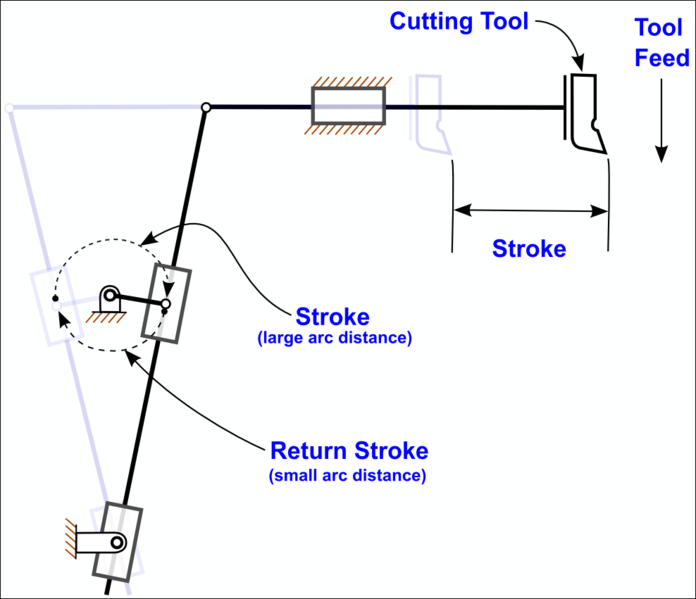 Cutting Tool
Tool
Feed
Stroke
Stroke
(large arc distance)
Return Stroke
(small arc distance)